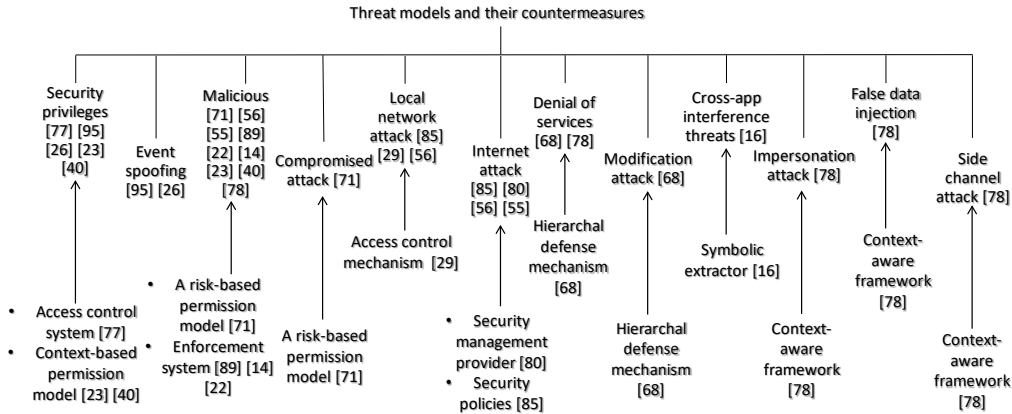 Threat models and their countermeasures
Security
privileges
[77] [95]
[26] [23]
[40]
Event
spoofing
[95] [26]
Malicious
[71] [56]
[55] [89]
[22] [14]
[23] [40]
[78]
Compromised
attack [71]
Local
network
attack [85]
[29] [56]
Internet
attack
[85] [80]
[56] [55]
Denial of
services
[68] [78]
Modification
attack [68]
Cross-app
interference
threats [16]
Impersonation
attack [78]
False data
injection
[78]
Side
channel
attack [78]
• Access control
system [77]
• Context-based
permission
model [23] [40]
• A risk-based
permission
model [71]
• Enforcement
system [89] [14]
[22]
A risk-based
permission
model [71]
Access control
mechanism [29]
• Security
management
provider [80]
• Security
policies [85]
Hierarchal
defense
mechanism
[68]
Hierarchal
defense
mechanism
[68]
Symbolic
extractor [16]
Context-
aware
framework
[78]
Context-
aware
framework
[78]
Context-
aware
framework
[78]